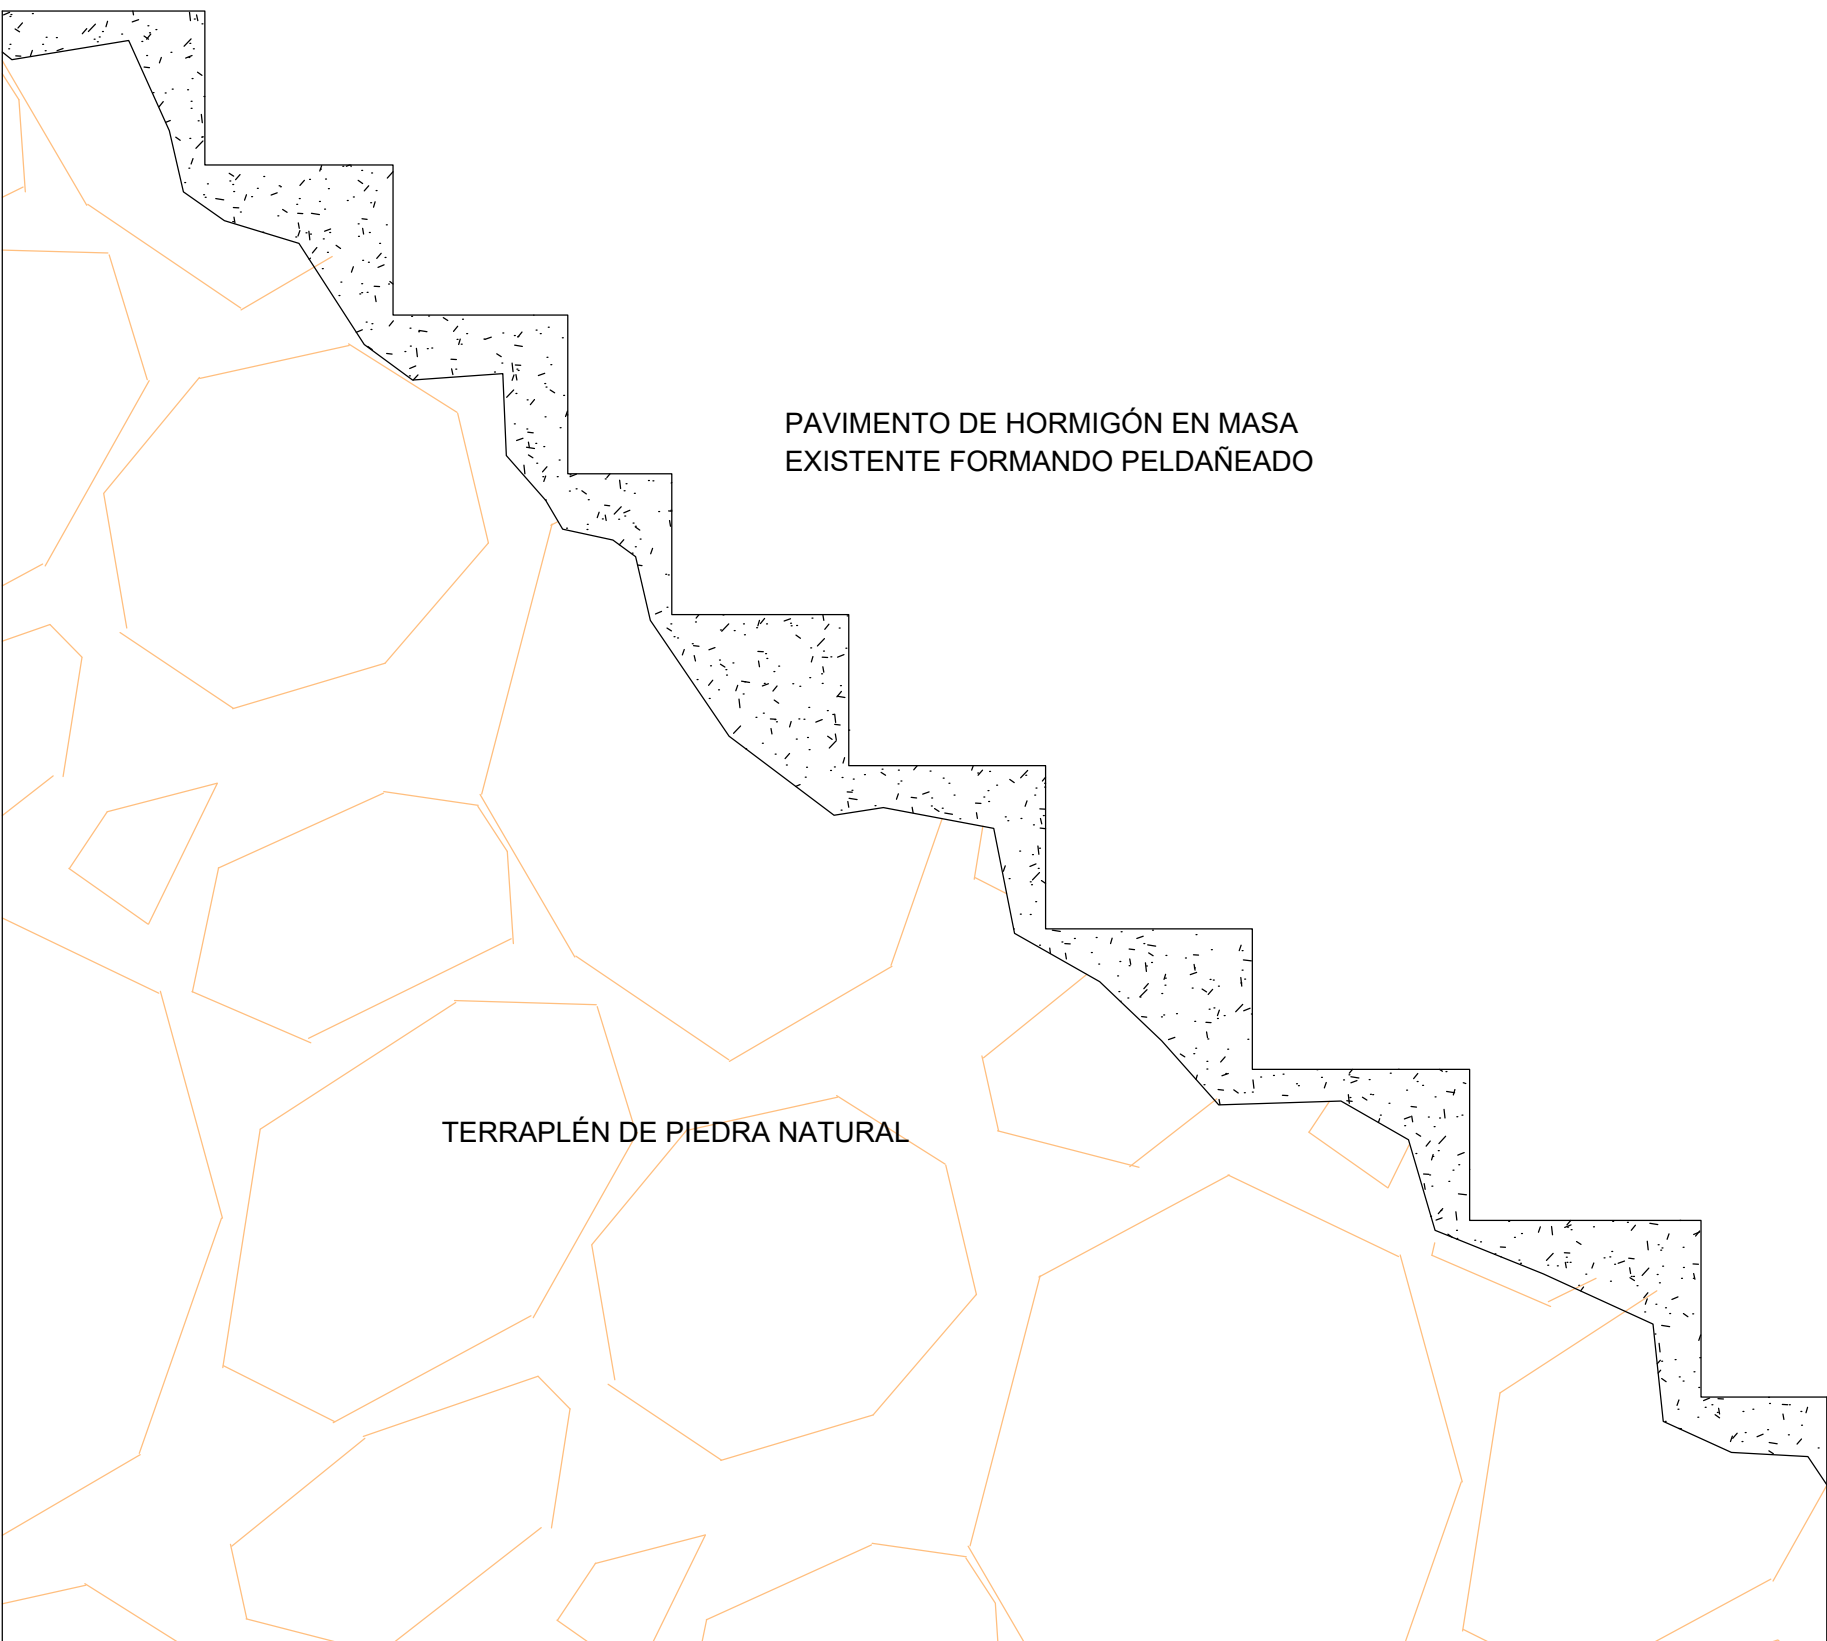 PAVIMENTO DE HORMIGÓN EN MASA
EXISTENTE FORMANDO PELDAÑEADO
TERRAPLÉN DE PIEDRA NATURAL